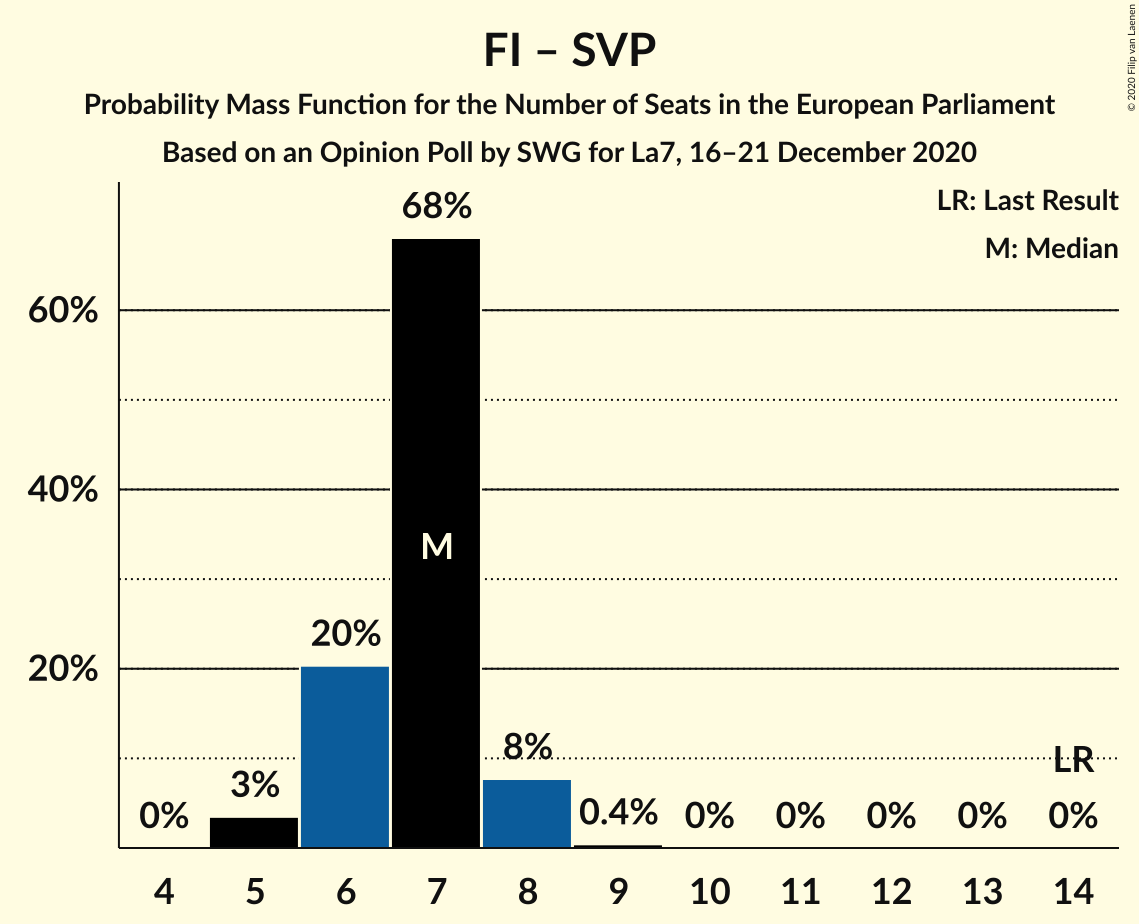 FI – SVP
Probability Mass Function for the Number of Seats in the European Parliament
Based on an Opinion Poll by SWG for La7, 16–21 December 2020
© 2020 Filip van Laenen
LR: Last Result
M: Median
68%
60%
40%
M
20%
20%
8%
LR
3%
0%
0.4%
0%
0%
0%
0%
0%
4 5 6 7 8 9 10 11 12 13 14